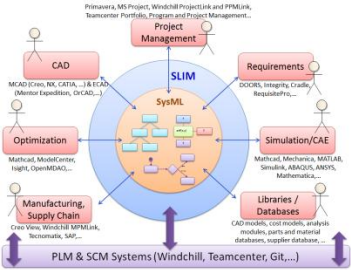 Primavera, MS Project, Windchill ProjectLink and PPMLink,
Teamcenter Portfolio, Program and Project Management...
Project
Management
CAD
MCAD (Creo, NX, CATIA, ...) & ECAD
(Mentor Expedition, OrCAD,...)
SLIM
Requirements
DOORS, Integrity, Cradle,
RequisitePro,...
SysML
Optimization
Mathcad, ModelCenter,
Isight, OpenMDAO,...
Simulation/CAE
Mathcad, Mechanica, MATLAB,
Simulink, ABAQUS, ANSYS,
Mathematica,...
Manufacturing,
Supply Chain
Creo View, Windchill MPMLink,
Tecnomatix, SAP,...
Libraries /
Databases
CAD models, cost models, analysis
modules, parts and material
databases, supplier database, ...
PLM & SCM Systems (Windchill, Teamcenter, Git,...)